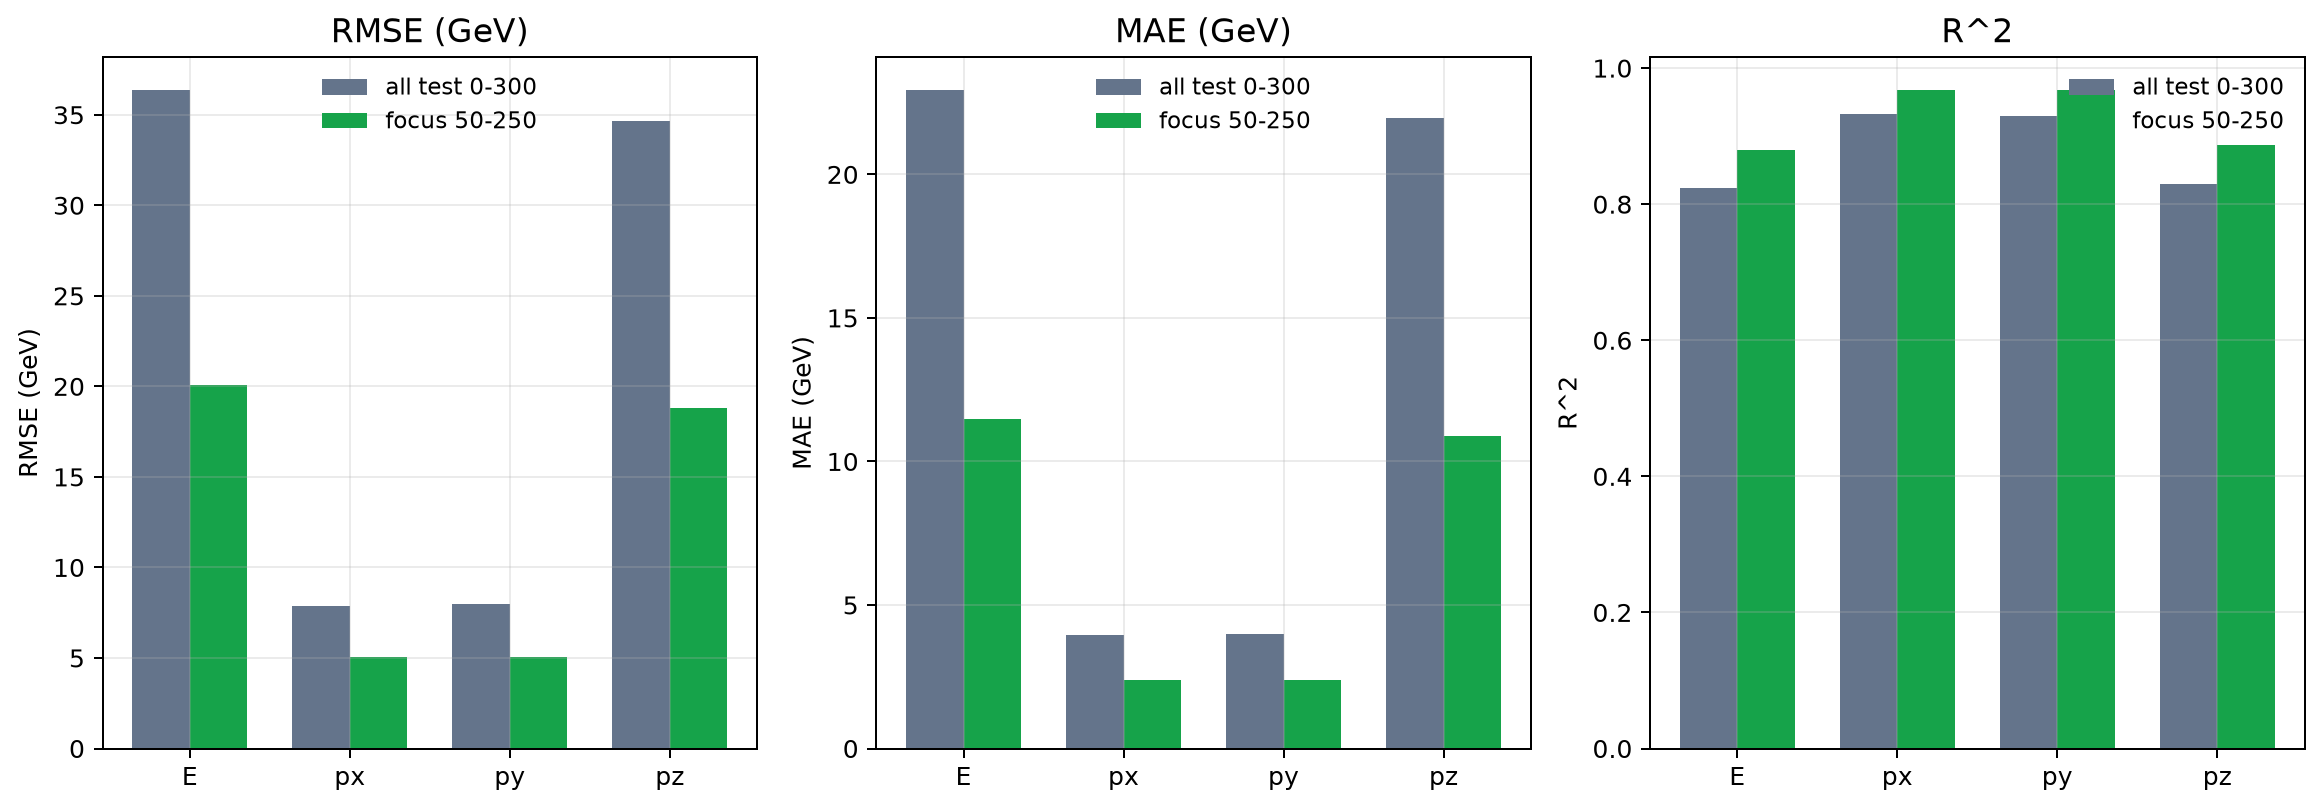 RMSE (GeV)
all test 0-300
focus 50-250
RMSE (GeV)
35
30
25
20
15
10
5
0
E px py pz
MAE (GeV)
all test 0-300
focus 50-250
MAE (GeV)
20
15
10
5
0
E px py pz
R^2
all test 0-300
focus 50-250
R^2
1.0
0.8
0.6
0.4
0.2
0.0
E px py pz